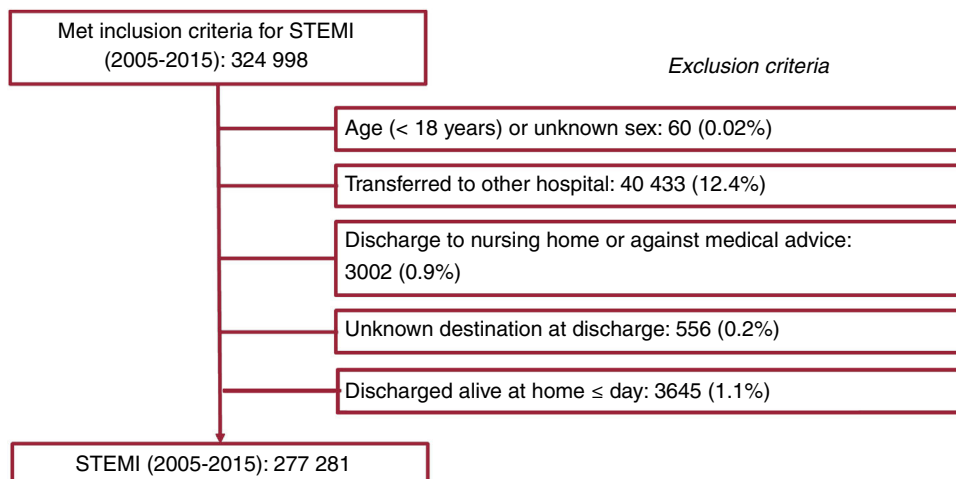 Met inclusion criteria for STEMI
(2005-2015): 324 998
Exclusion criteria
Age (< 18 years) or unknown sex: 60 (0.02%)
Transferred to other hospital: 40 433 (12.4%)
Discharge to nursing home or against medical advice:
3002 (0.9%)
Unknown destination at discharge: 556 (0.2%)
Discharged alive at home ≤ day: 3645 (1.1%)
STEMI (2005-2015): 277 281